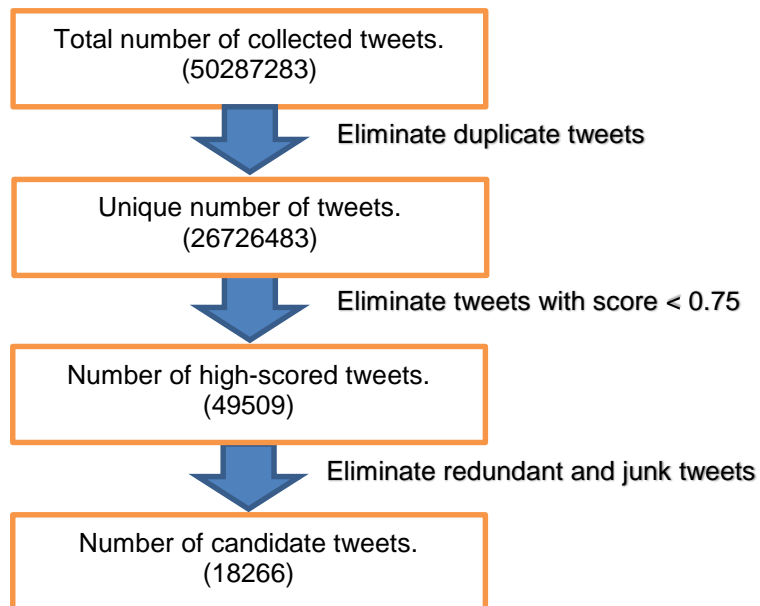 Total number of collected tweets.
(50287283)
Eliminate duplicate tweets
Unique number of tweets.
(26726483)
Eliminate tweets with score < 0.75
Number of high-scored tweets.
(49509)
Eliminate redundant and junk tweets
Number of candidate tweets.
(18266)